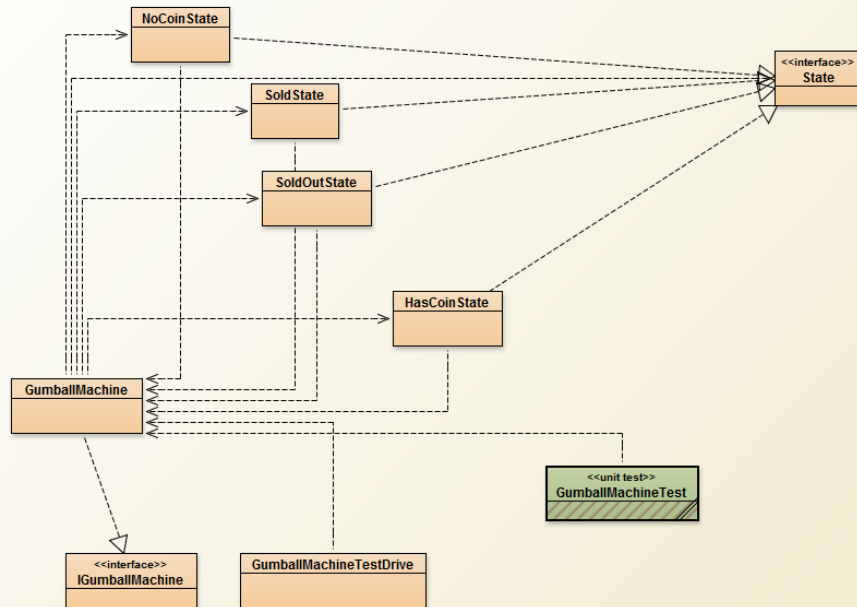 NoCoinState
<<interface>>
State
SoldState
SoldOutState
HasCoinState
GumballMachine
<<unit test>>
GumballMachineTest
<<interface>>
IGumballMachine
GumballMachineTestDrive